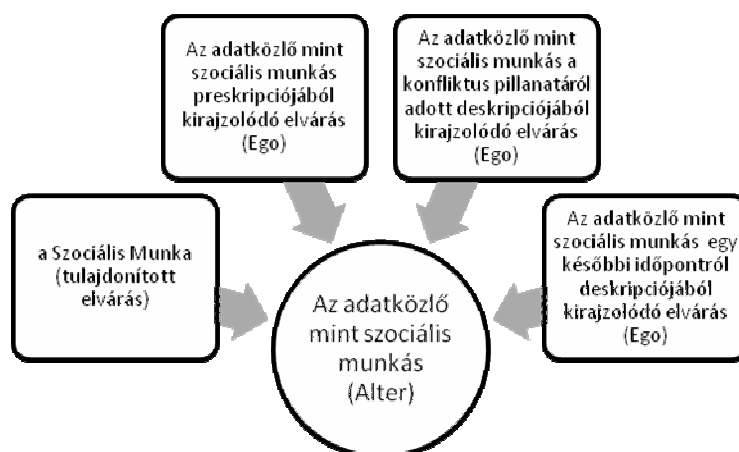 Az adatközlő mint
szociális munkás
preskripciójából
kirajzolódó elvárás
(Ego)
Az adatközlő mint
szociális munkás a
konfliktus pillanatáról
adott deskripciójából
kirajzolódó elvárás
(Ego)
a Szociális Munka
(tulajdonított
elvárás)
Az adatközlő mint
szociális munkás egy
későbbi időpontról
deskripciójából
kirajzolódó elvárás
(Ego)
Az adatközlő
mint szociális
munkás
(Alter)